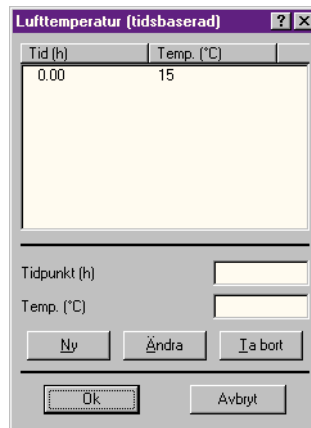 Lufttemperatur (tidsbaserad) ? ×
Tid (h) Temp. (°C)
0.00 15
Tidpunkt (h)
Temp. (°C)
Ny Ändra Ta bort
Ok Avbryt